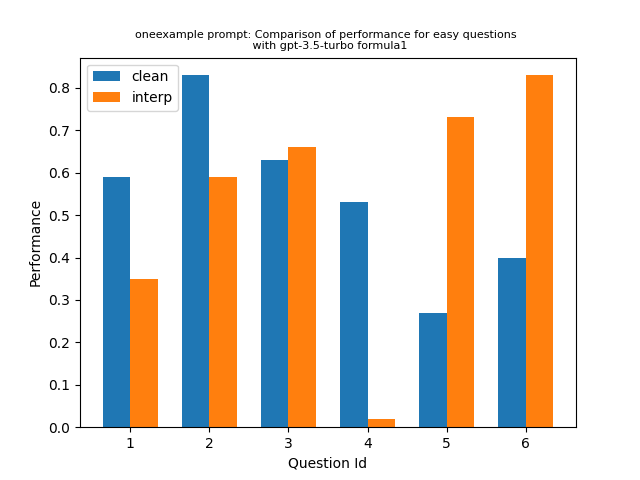 oneexample prompt: Comparison of performance for easy questions
with gpt-3.5-turbo formula1
clean
interp
0.8
0.7
0.6
0.5
0.4
0.3
0.2
0.1
0.0
Performance
1 2 3 4 5 6
Question Id